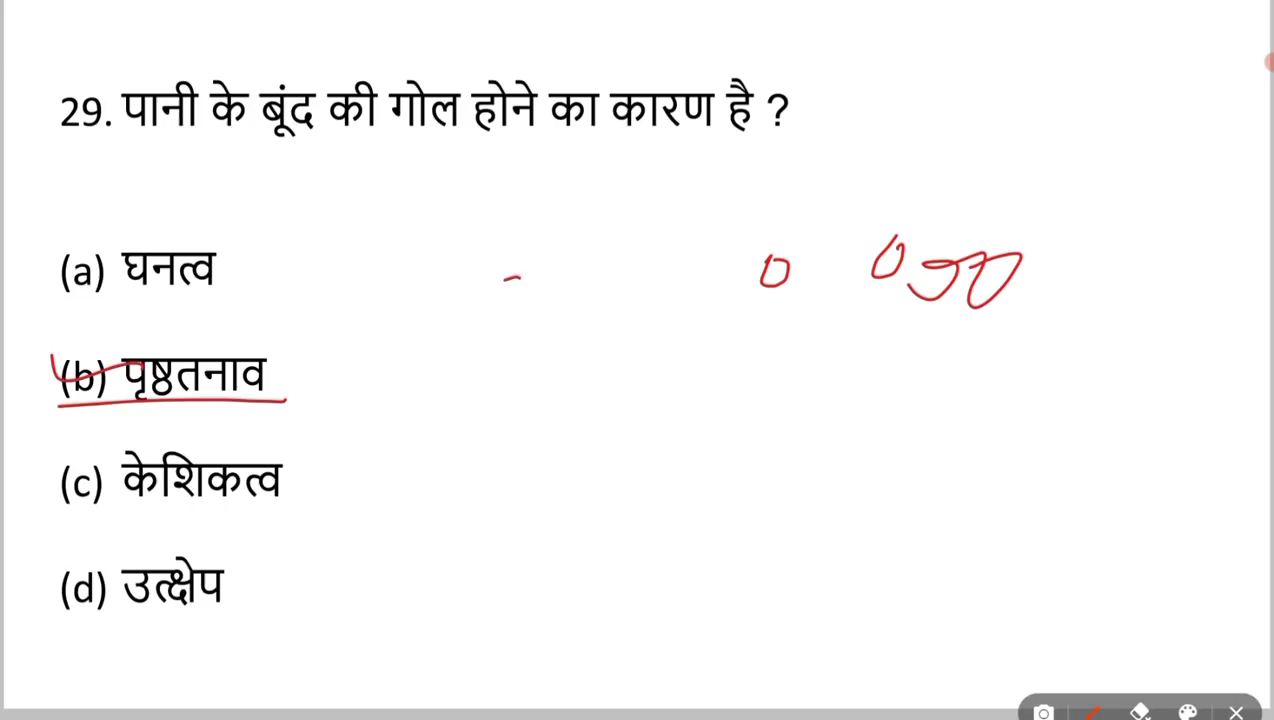 29. पानी के बूंद की गोल होने का कारण है ?
(a) घनत्व
(b) पृष्ठतनाव
(c) केशिकत्व
(d) उत्क्षेप